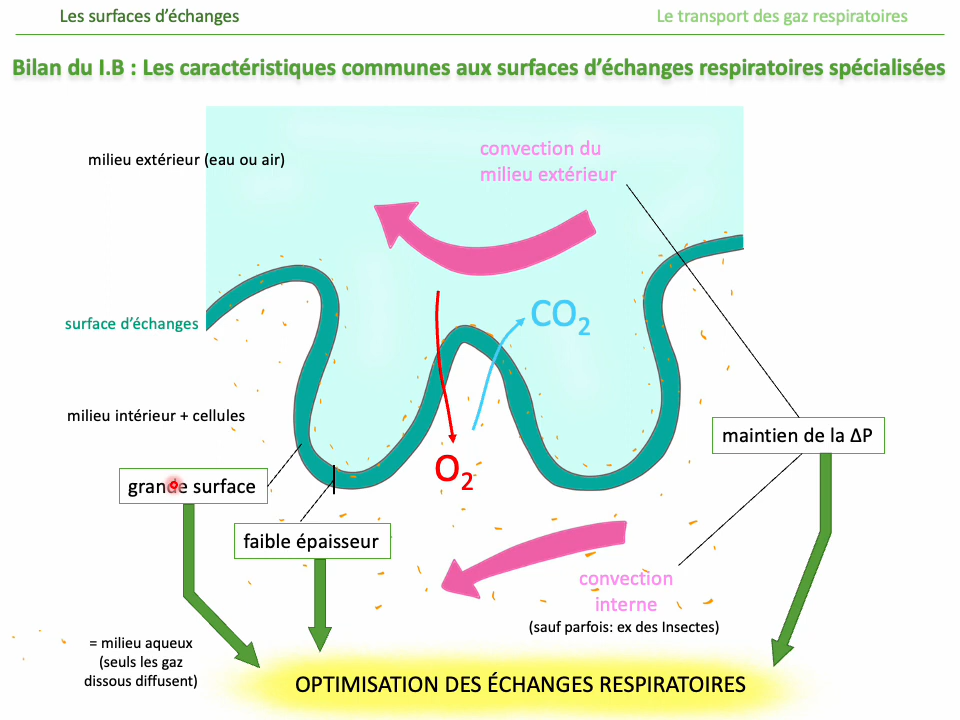 Les surfaces d'échanges
Le transport des gaz respiratoires
Bilan du I.B : Les caractéristiques communes aux surfaces d'échanges respiratoires spécialisées
milieu extérieur (eau ou air)
convection du
milieu extérieur
CO₂
surface d'échanges
milieu intérieur + cellules
maintien de la ΔP
O₂
grande surface
faible épaisseur
convection
interne
(sauf parfois: ex des Insectes)
= milieu aqueux
(seuls les gaz
dissous diffusent)
OPTIMISATION DES ÉCHANGES RESPIRATOIRES